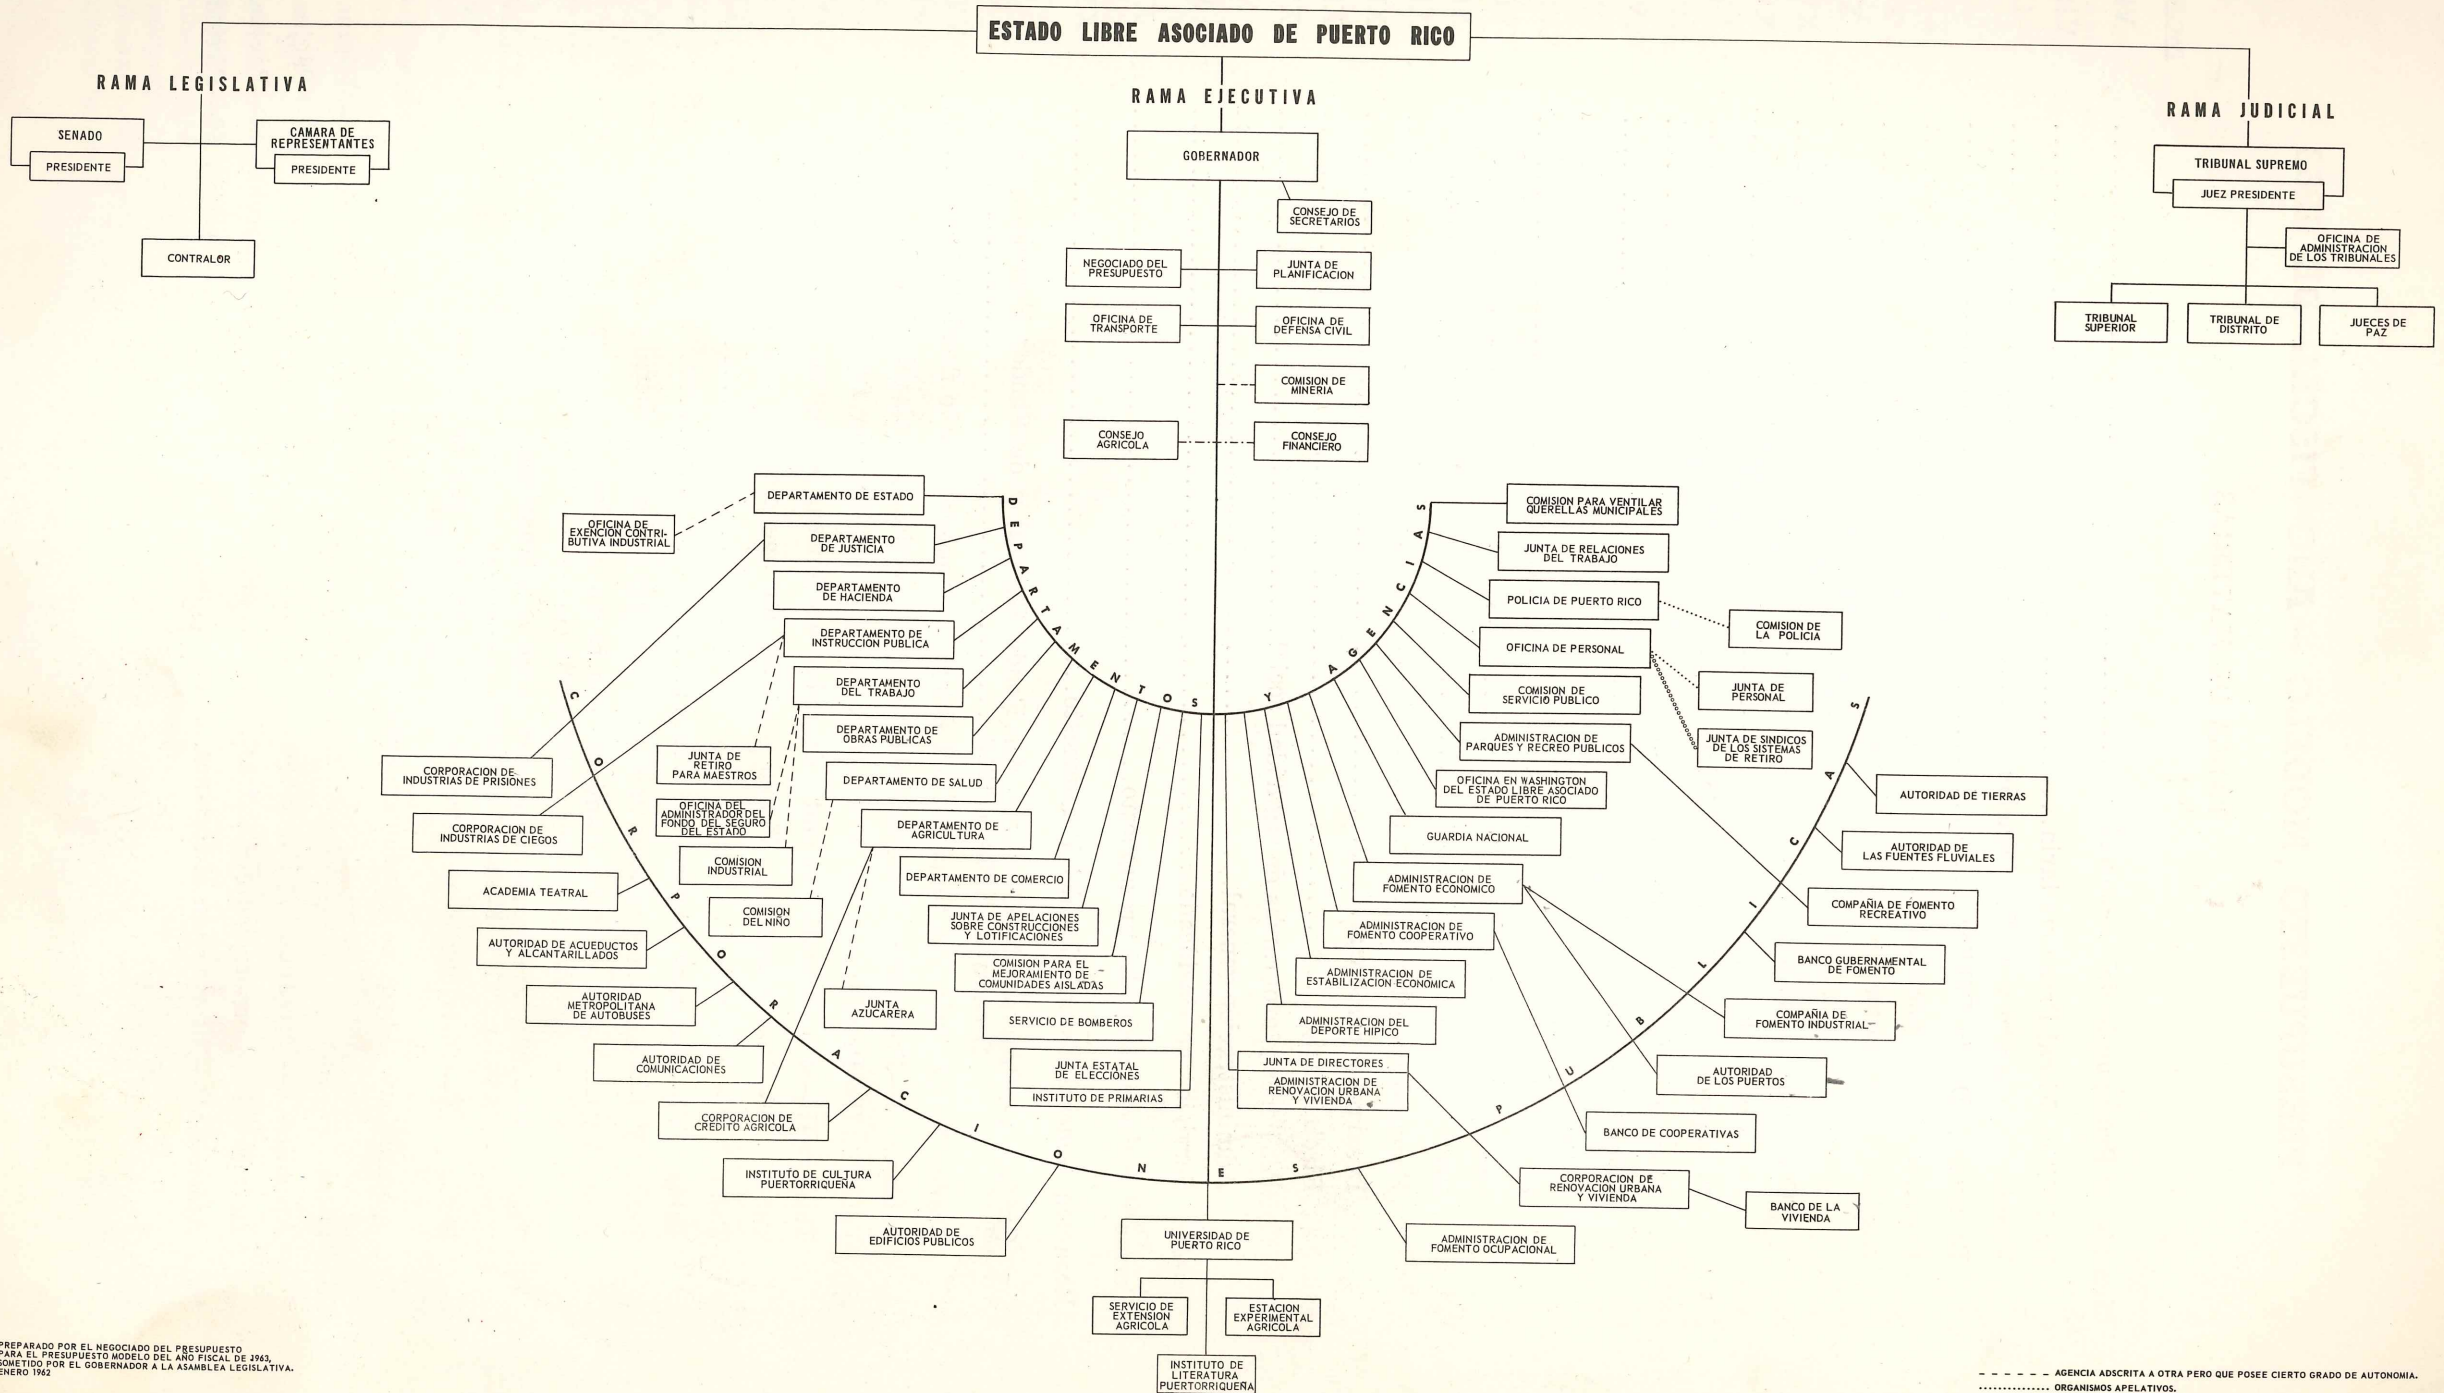 ESTADO LIBRE ASOCIADO DE PUERTO RICO
RAMA LEGISLATIVA
SENADO
PRESIDENTE
CAMARA DE
REPRESENTANTES
PRESIDENTE
CONTRALOR
RAMA EJECUTIVA
GOBERNADOR
CONSEJO DE
SECRETARIOS
NEGOCIADO DEL
PRESUPUESTO
JUNTA DE
PLANIFICACION
OFICINA DE
TRANSPORTE
OFICINA DE
DEFENSA CIVIL
COMISION DE
MINERIA
CONSEJO
AGRICOLA
CONSEJO
FINANCIERO
RAMA JUDICIAL
TRIBUNAL SUPREMO
JUEZ PRESIDENTE
OFICINA DE
ADMINISTRACION
DE LOS TRIBUNALES
TRIBUNAL
SUPERIOR
TRIBUNAL DE
DISTRITO
JUECES DE
PAZ
DEPARTAMENTOS Y AGENCIAS
DEPARTAMENTO DE ESTADO
OFICINA DE
EXENCION CONTRI-
BUTIVA INDUSTRIAL
DEPARTAMENTO
DE JUSTICIA
DEPARTAMENTO
DE HACIENDA
DEPARTAMENTO DE
INSTRUCCION PUBLICA
DEPARTAMENTO
DEL TRABAJO
DEPARTAMENTO DE
OBRAS PUBLICAS
JUNTA DE
RETIRO
PARA MAESTROS
DEPARTAMENTO DE SALUD
OFICINA DEL
ADMINISTRADOR DEL
FONDO DEL SEGURO
DEL ESTADO
DEPARTAMENTO DE
AGRICULTURA
COMISION
INDUSTRIAL
DEPARTAMENTO DE COMERCIO
COMISION
DEL NIÑO
JUNTA DE APELACIONES
SOBRE CONSTRUCCIONES
Y LOTIFICACIONES
COMISION PARA EL
MEJORAMIENTO DE
COMUNIDADES AISLADAS
JUNTA
AZUCARERA
SERVICIO DE BOMBEROS
JUNTA ESTATAL
DE ELECCIONES
INSTITUTO DE PRIMARIAS
COMISION PARA VENTILAR
QUERELLAS MUNICIPALES
JUNTA DE RELACIONES
DEL TRABAJO
POLICIA DE PUERTO RICO
COMISION DE
LA POLICIA
OFICINA DE PERSONAL
JUNTA DE
PERSONAL
COMISION DE
SERVICIO PUBLICO
JUNTA DE SINDICOS
DE LOS SISTEMAS
DE RETIRO
ADMINISTRACION DE
PARQUES Y RECREO PUBLICOS
OFICINA EN WASHINGTON
DEL ESTADO LIBRE ASOCIADO
DE PUERTO RICO
GUARDIA NACIONAL
ADMINISTRACION DE
FOMENTO ECONOMICO
ADMINISTRACION DE
FOMENTO COOPERATIVO
ADMINISTRACION DE
ESTABILIZACION ECONOMICA
ADMINISTRACION DEL
DEPORTE HIPICO
JUNTA DE DIRECTORES
ADMINISTRACION DE
RENOVACION URBANA
Y VIVIENDA
CORPORACIONES PUBLICAS
CORPORACION DE
INDUSTRIAS DE PRISIONES
CORPORACION DE
INDUSTRIAS DE CIEGOS
ACADEMIA TEATRAL
AUTORIDAD DE ACUEDUCTOS
Y ALCANTARILLADOS
AUTORIDAD
METROPOLITANA
DE AUTOBUSES
AUTORIDAD DE
COMUNICACIONES
CORPORACION DE
CREDITO AGRICOLA
INSTITUTO DE CULTURA
PUERTORRIQUEÑA
AUTORIDAD DE
EDIFICIOS PUBLICOS
UNIVERSIDAD DE
PUERTO RICO
SERVICIO DE
EXTENSION
AGRICOLA
ESTACION
EXPERIMENTAL
AGRICOLA
INSTITUTO DE
LITERATURA
PUERTORRIQUEÑA
ADMINISTRACION DE
FOMENTO OCUPACIONAL
CORPORACION DE
RENOVACION URBANA
Y VIVIENDA
BANCO DE LA
VIVIENDA
BANCO DE COOPERATIVAS
AUTORIDAD
DE LOS PUERTOS
COMPAÑIA DE
FOMENTO INDUSTRIAL
BANCO GUBERNAMENTAL
DE FOMENTO
COMPAÑIA DE FOMENTO
RECREATIVO
AUTORIDAD DE
LAS FUENTES FLUVIALES
AUTORIDAD DE TIERRAS
PREPARADO POR EL NEGOCIADO DEL PRESUPUESTO
PARA EL PRESUPUESTO MODELO DEL AÑO FISCAL DE 1963,
SOMETIDO POR EL GOBERNADOR A LA ASAMBLEA LEGISLATIVA.
ENERO 1962
AGENCIA ADSCRITA A OTRA PERO QUE POSEE CIERTO GRADO DE AUTONOMIA.
ORGANISMOS APELATIVOS.